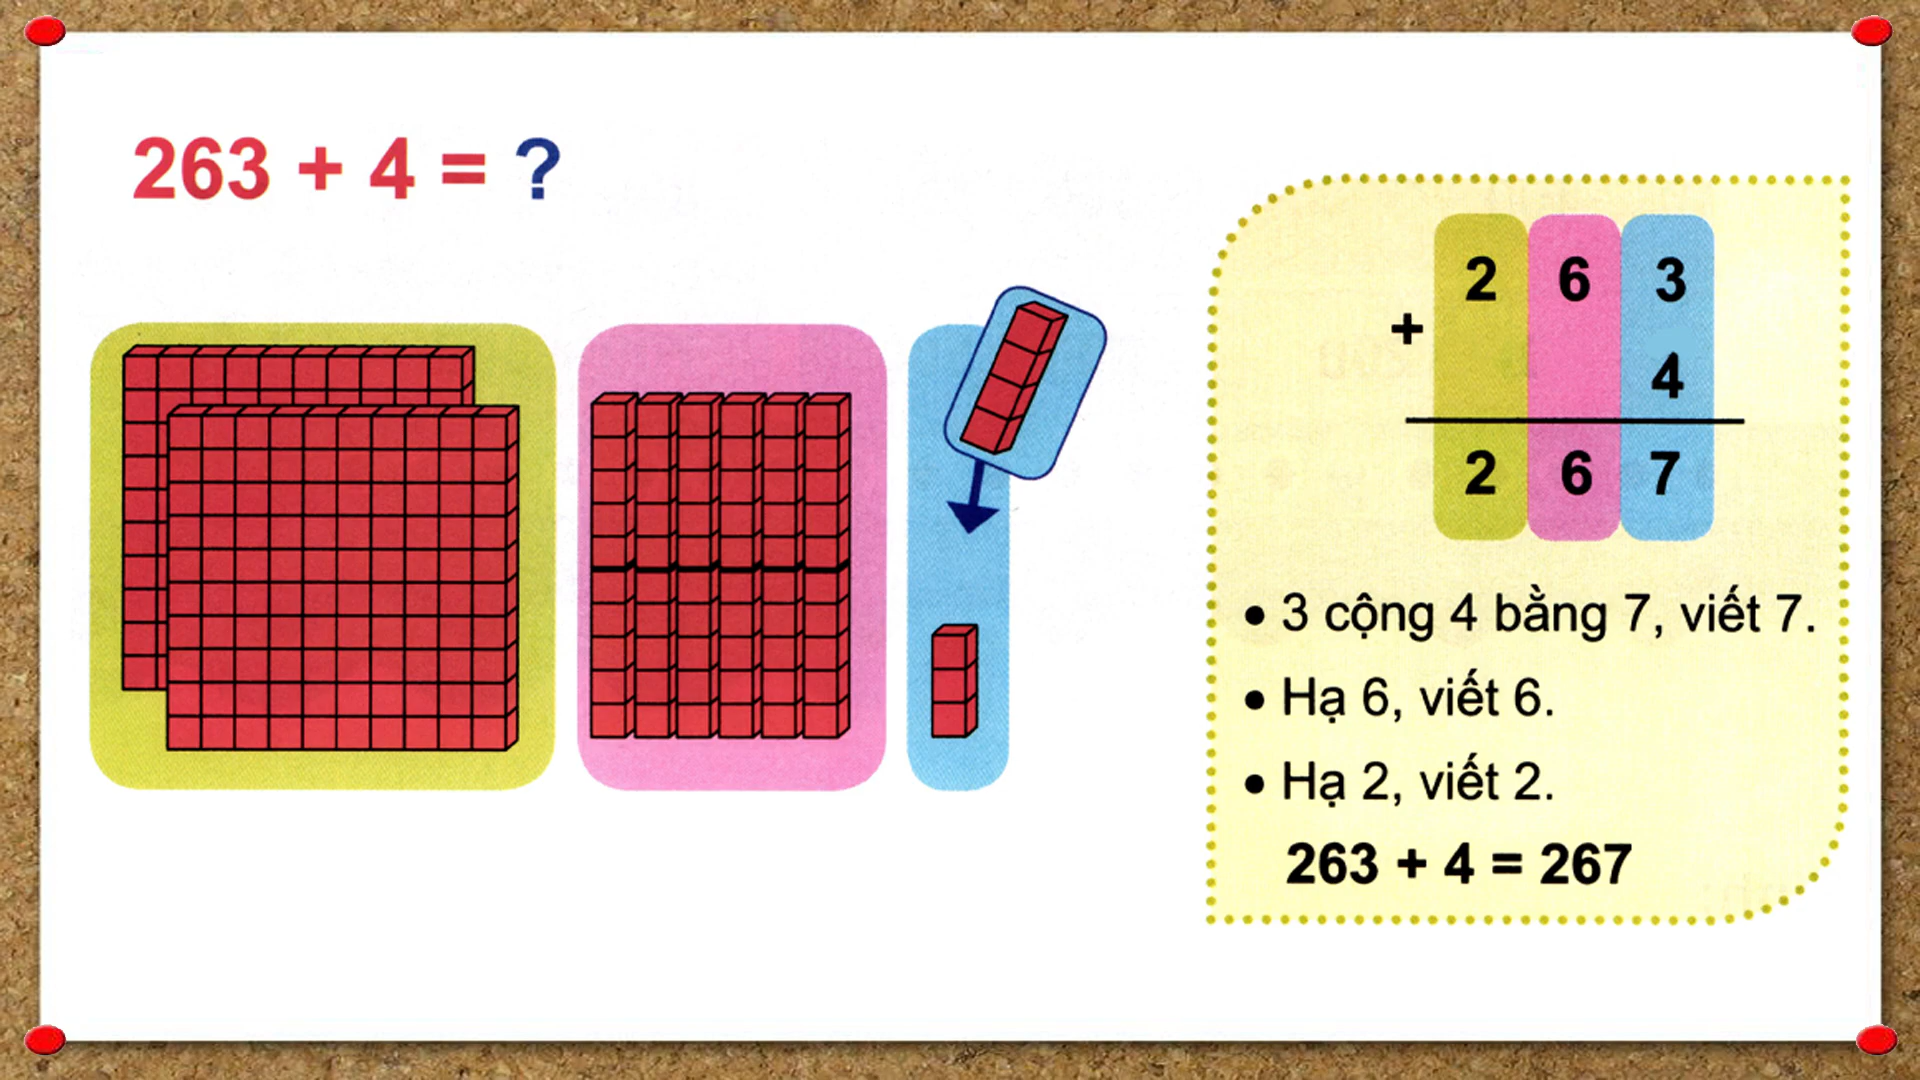 263 + 4 = ?
2 6 3
+
4
2 6 7
• 3 cộng 4 bằng 7, viết 7.
• Hạ 6, viết 6.
• Hạ 2, viết 2.
263 + 4 = 267